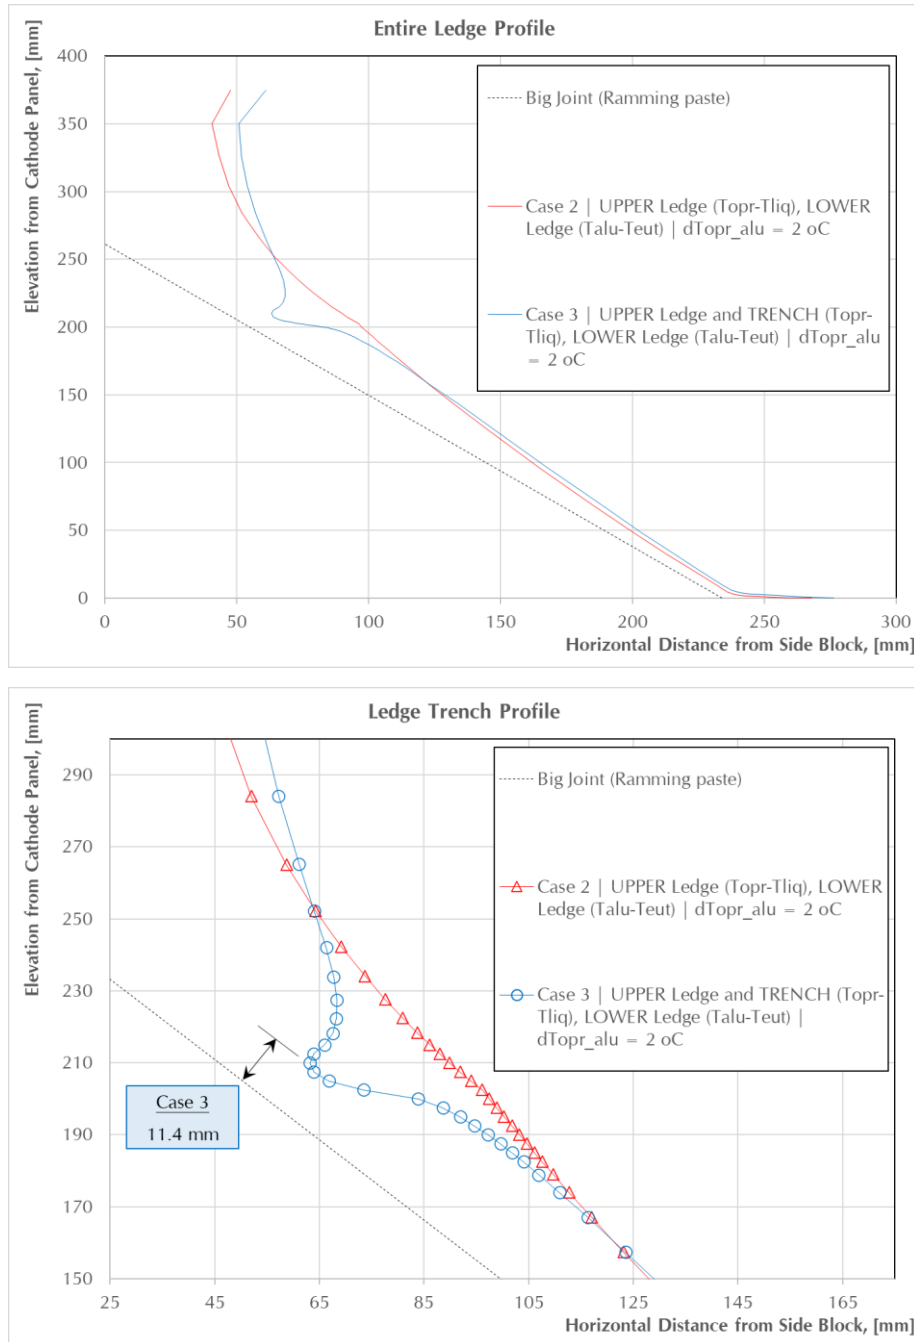 Entire Ledge Profile
Elevation from Cathode Panel, [mm]
400
350
300
250
200
150
100
50
0
0 50 100 150 200 250 300
Horizontal Distance from Side Block, [mm]
Big Joint (Ramming paste)
Case 2 | UPPER Ledge (Topr-Tliq), LOWER
Ledge (Talu-Teut) | dTopr_alu = 2 oC
Case 3 | UPPER Ledge and TRENCH (Topr-
Tliq), LOWER Ledge (Talu-Teut) | dTopr_alu
= 2 oC
Ledge Trench Profile
Elevation from Cathode Panel, [mm]
290
270
250
230
210
190
170
150
25 45 65 85 105 125 145 165
Horizontal Distance from Side Block, [mm]
Big Joint (Ramming paste)
Case 2 | UPPER Ledge (Topr-Tliq), LOWER
Ledge (Talu-Teut) | dTopr_alu = 2 oC
Case 3 | UPPER Ledge and TRENCH (Topr-
Tliq), LOWER Ledge (Talu-Teut) |
dTopr_alu = 2 oC
Case 3
11.4 mm